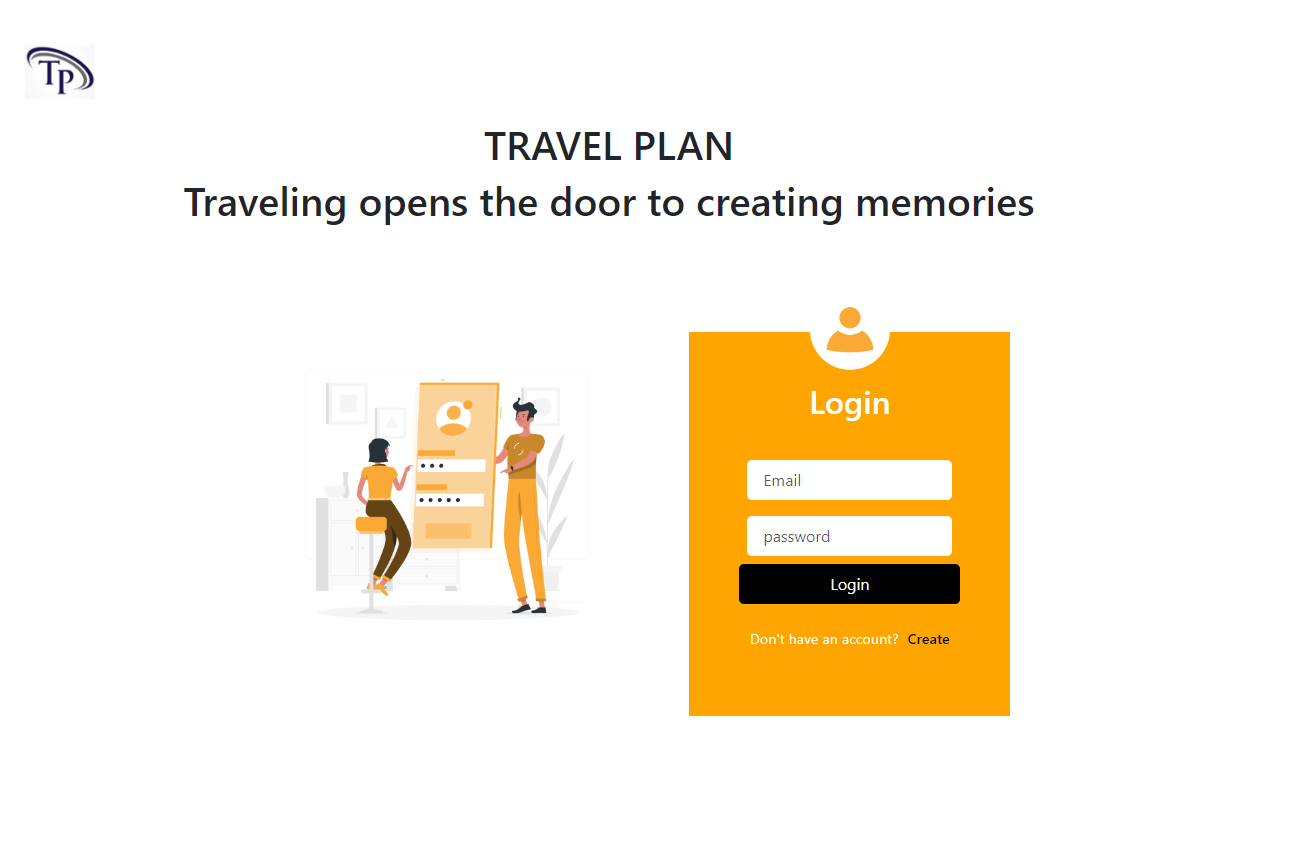 TP
TRAVEL PLAN
Traveling opens the door to creating memories
Login
Email
password
Login
Don't have an account? Create